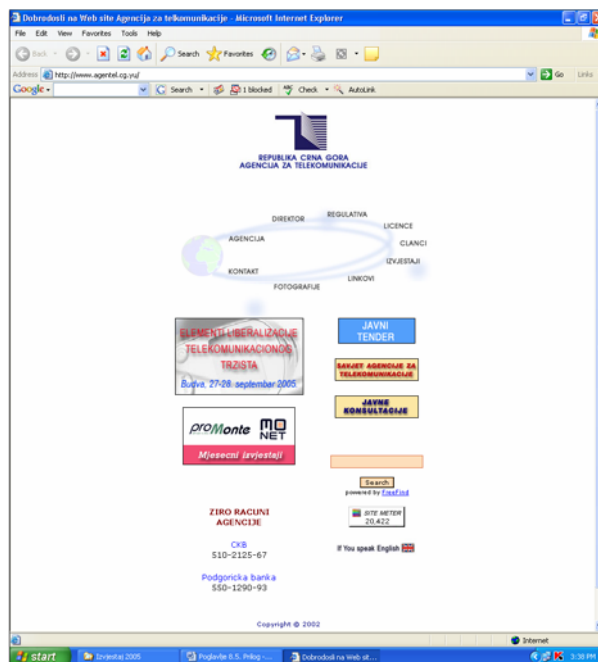 Dobrodosli na Web site Agencija za telkomunikacije - Microsoft Internet Explorer
File Edit View Favorites Tools Help
Back Search Favorites
Address http://www.agentel.cg.yu/ Go Links
Google Search 1 blocked Check AutoLink
REPUBLIKA CRNA GORA
AGENCIJA ZA TELEKOMUNIKACIJE
DIREKTOR
REGULATIVA
LICENCE
AGENCIJA
CLANCI
IZVJESTAJI
KONTAKT
LINKOVI
FOTOGRAFIJE
ELEMENTI LIBERALIZACIJE
TELEKOMUNIKACIONOG
TRZISTA
Budva, 27-28. septembar 2005
JAVNI
TENDER
SAVJET AGENCIJE ZA
TELEKOMUNIKACIJE
JAVNE
KONSULTACIJE
proMonte MONET
Mjesecni izvjestaji
Search
powered by FreeFind
SITE METER
20,422
If You speak English
ZIRO RACUNI
AGENCIJE
CKB
510-2125-67
Podgoricka banka
550-1290-93
Copyright © 2002
Internet
start Izvjestaj 2005 Poglavlje 6.5. Prilog -... Dobrodosli na Web sit... 3:38 PM